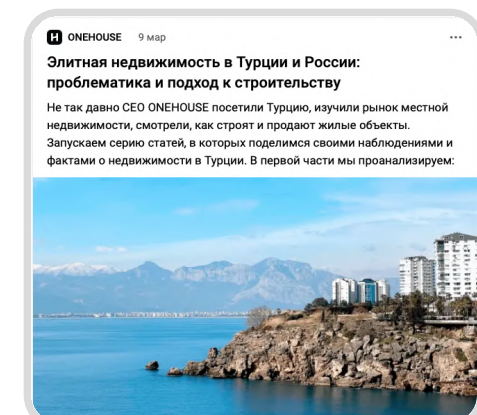 H ONEHOUSE 9 мар
Элитная недвижимость в Турции и России:
проблематика и подход к строительству
Не так давно CEO ONEHOUSE посетили Турцию, изучили рынок местной
недвижимости, смотрели, как строят и продают жилые объекты.
Запускаем серию статей, в которых поделимся своими наблюдениями и
фактами о недвижимости в Турции. В первой части мы проанализируем: